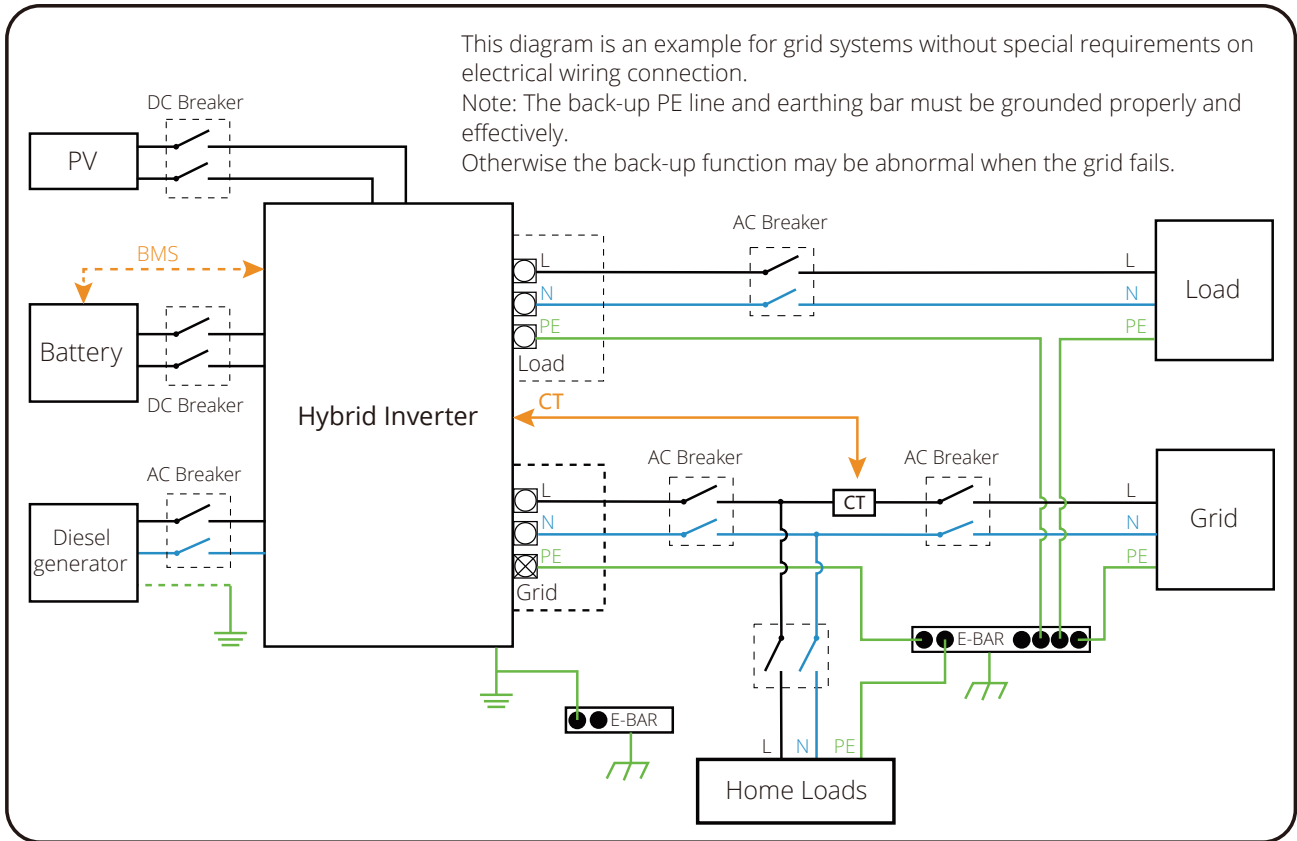 This diagram is an example for grid systems without special requirements on
electrical wiring connection.
Note: The back-up PE line and earthing bar must be grounded properly and
effectively.
Otherwise the back-up function may be abnormal when the grid fails.
DC Breaker
PV
BMS
Battery
DC Breaker
AC Breaker
Diesel
generator
Hybrid Inverter
AC Breaker
L
L
N
N
PE
PE
Load
Load
CT
AC Breaker
AC Breaker
L
CT
L
N
N
PE
PE
Grid
Grid
E-BAR
E-BAR
L
N
PE
Home Loads